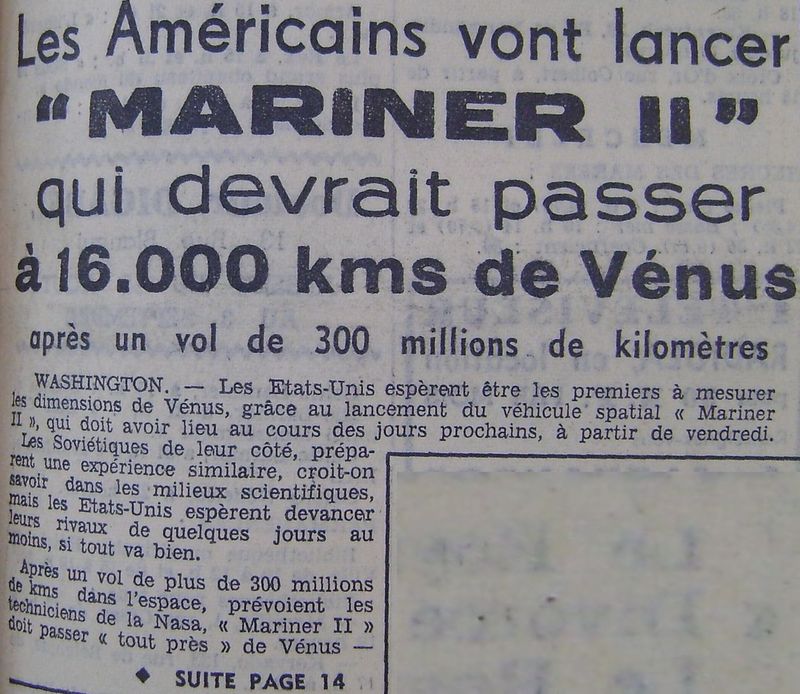 Les Américains vont lancer
“MARINER II”
qui devrait passer
à 16.000 kms de Vénus
après un vol de 300 millions de kilomètres
WASHINGTON. — Les Etats-Unis espèrent être les premiers à mesurer
les dimensions de Vénus, grâce au lancement du véhicule spatial « Mariner
II », qui doit avoir lieu au cours des jours prochains, à partir de vendredi.
Les Soviétiques de leur côté, prépa-
rent une expérience similaire, croit-on
savoir dans les milieux scientifiques,
mais les Etats-Unis espèrent devancer
leurs rivaux de quelques jours au
moins, si tout va bien.
Après un vol de plus de 300 millions
de kms dans l'espace, prévoient les
techniciens de la Nasa, « Mariner II »
doit passer « tout près » de Vénus —
♦ SUITE PAGE 14